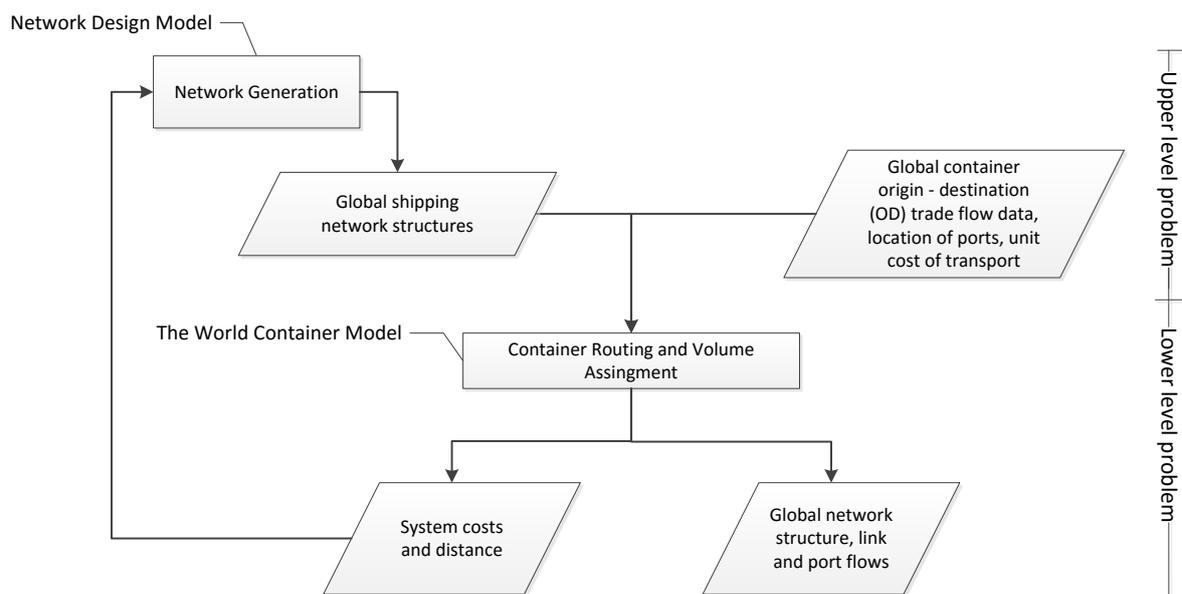 Network Design Model
Network Generation
Global shipping
network structures
Global container
origin - destination
(OD) trade flow data,
location of ports, unit
cost of transport
Upper level problem
The World Container Model
Container Routing and Volume
Assingment
Lower level problem
System costs
and distance
Global network
structure, link
and port flows